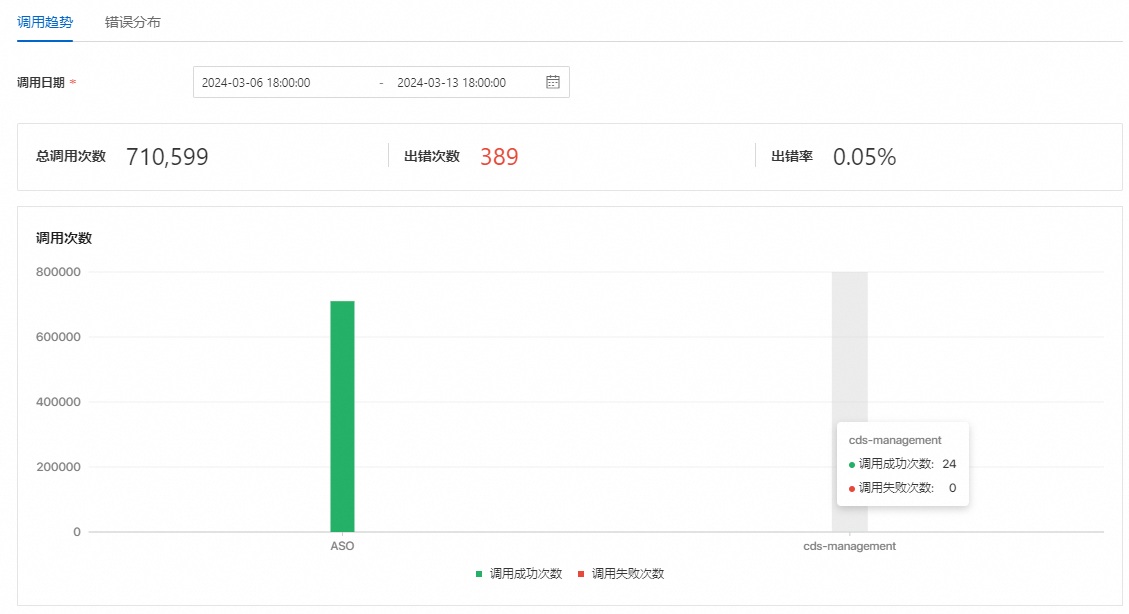 调用趋势 错误分布
调用日期 * 2024-03-06 18:00:00 - 2024-03-13 18:00:00
总调用次数 710,599 出错次数 389 出错率 0.05%
调用次数
800000
600000
400000
200000
0
cds-management
调用成功次数: 24
调用失败次数: 0
ASO cds-management
调用成功次数 调用失败次数